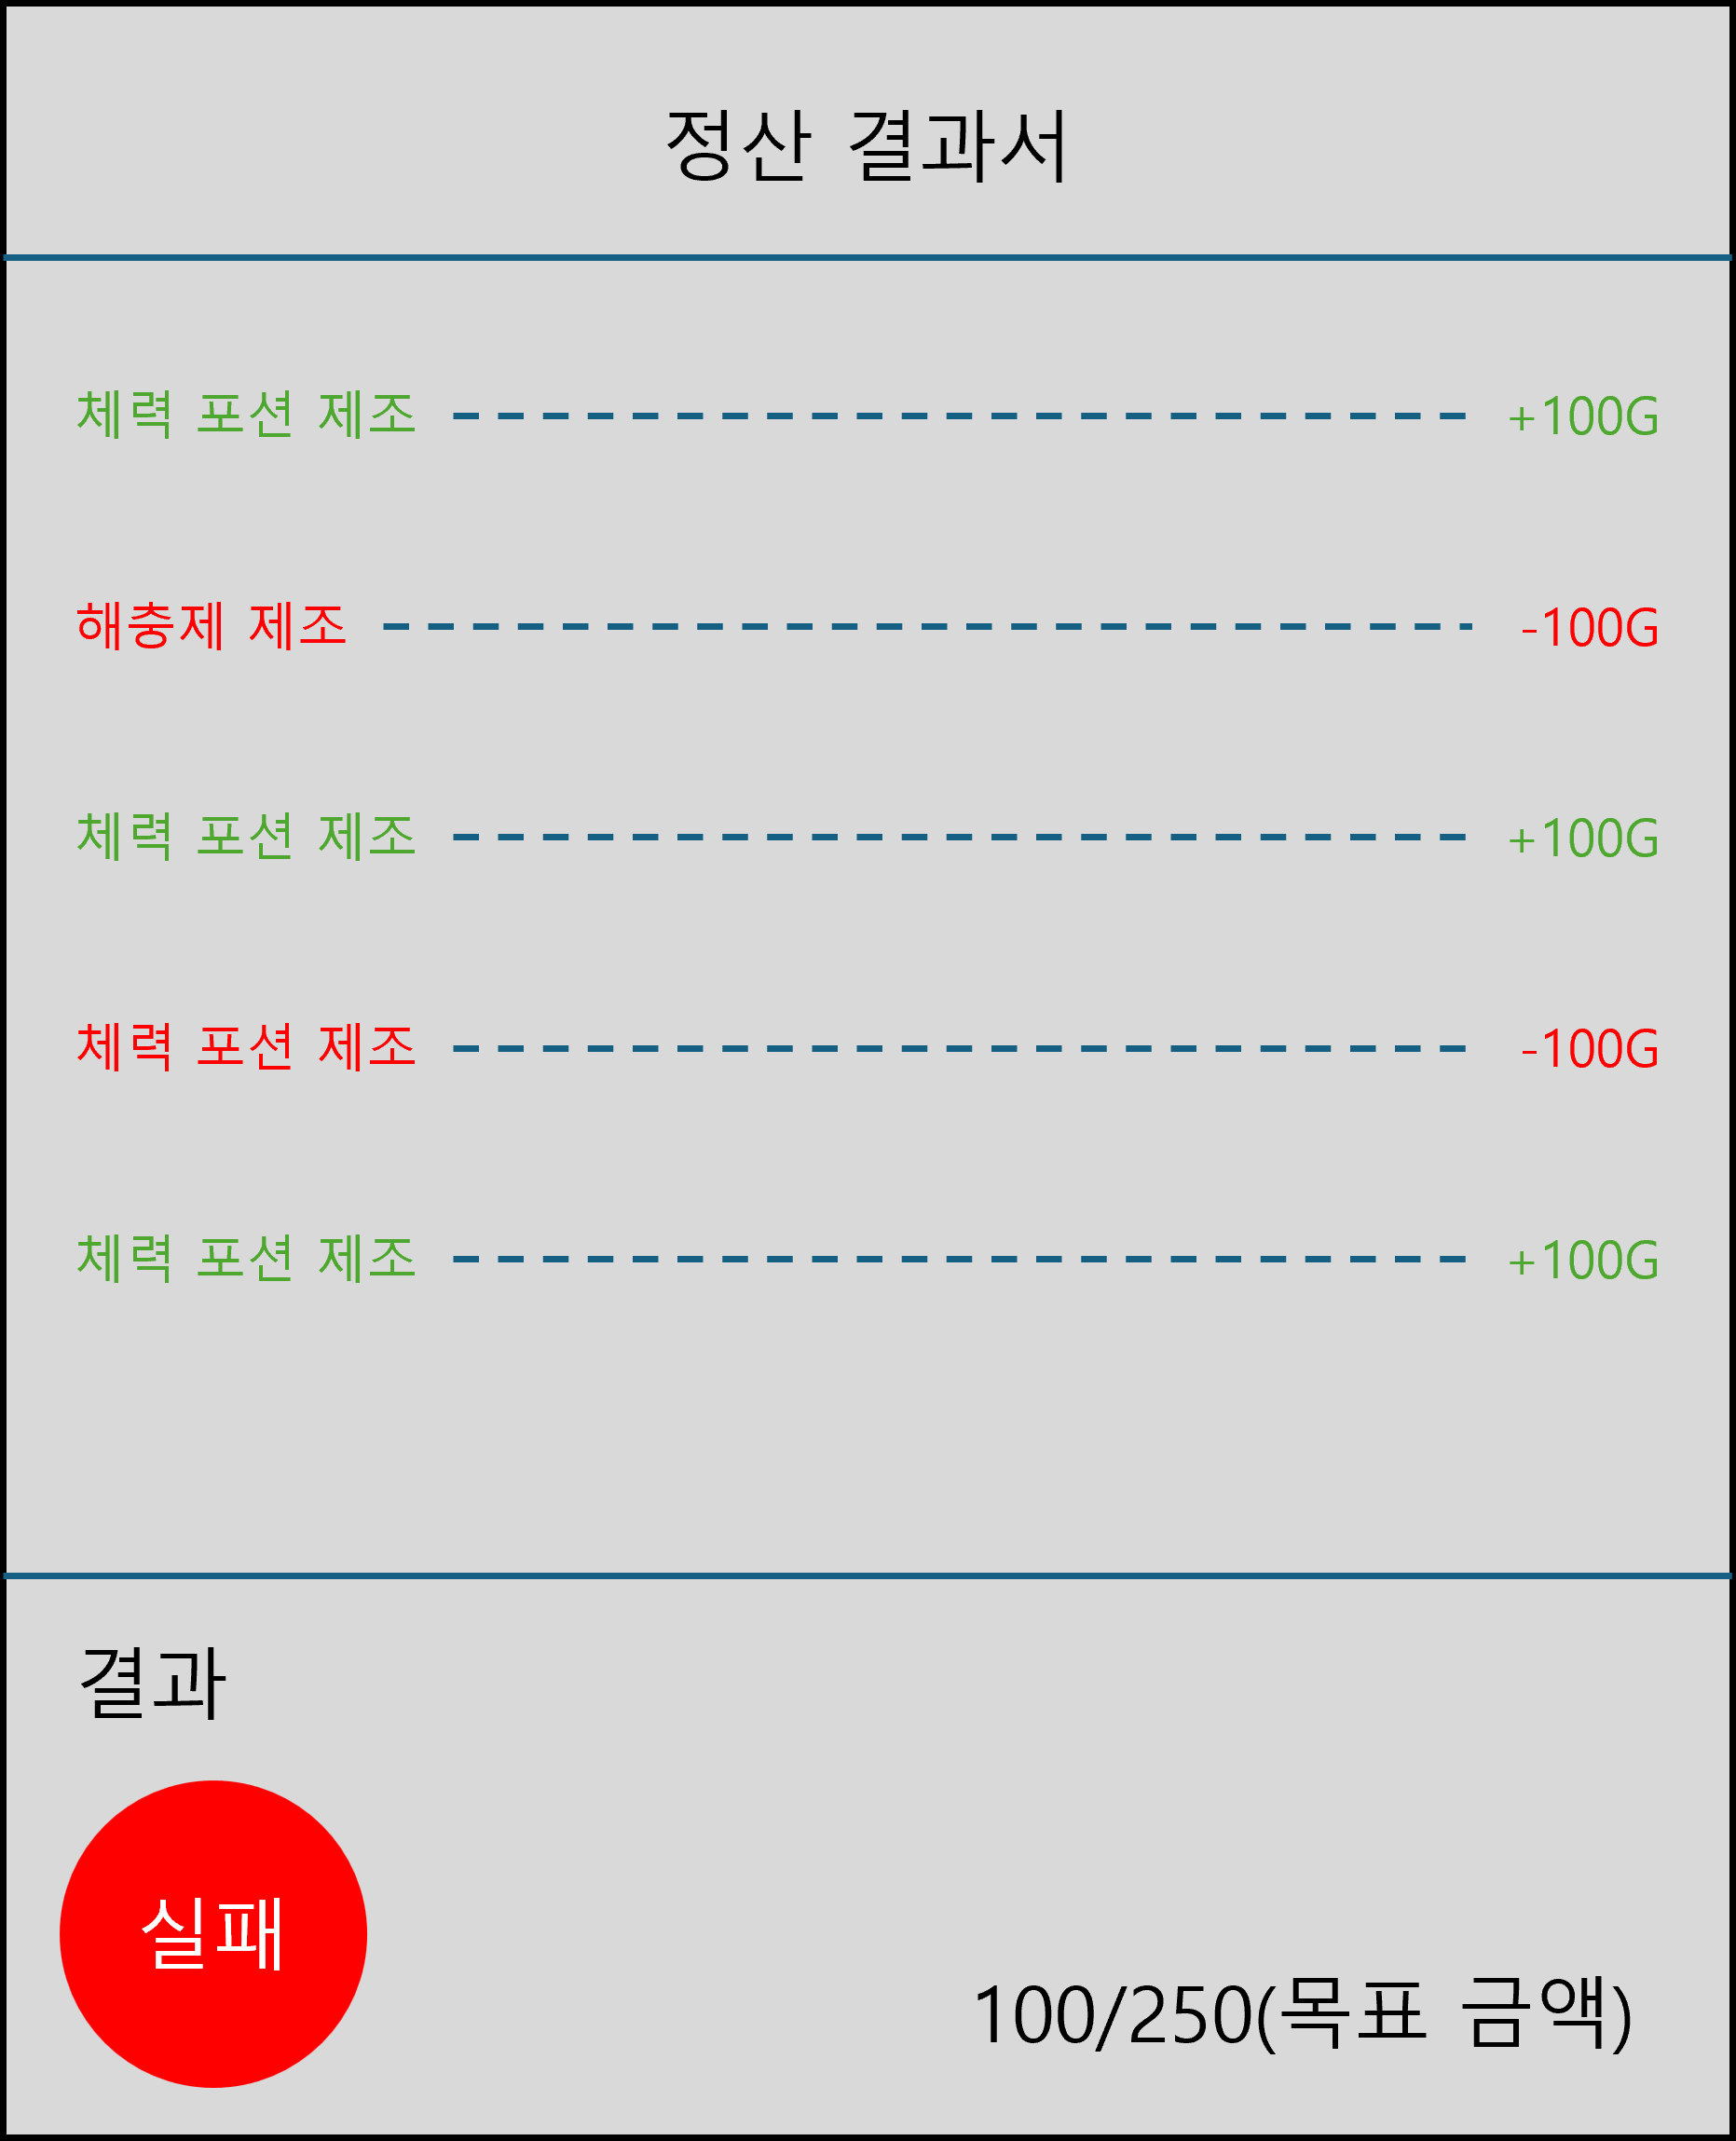 정산 결과서
체력 포션 제조 +100G
해충제 제조 -100G
체력 포션 제조 +100G
체력 포션 제조 -100G
체력 포션 제조 +100G
결과
실패
100/250(목표 금액)